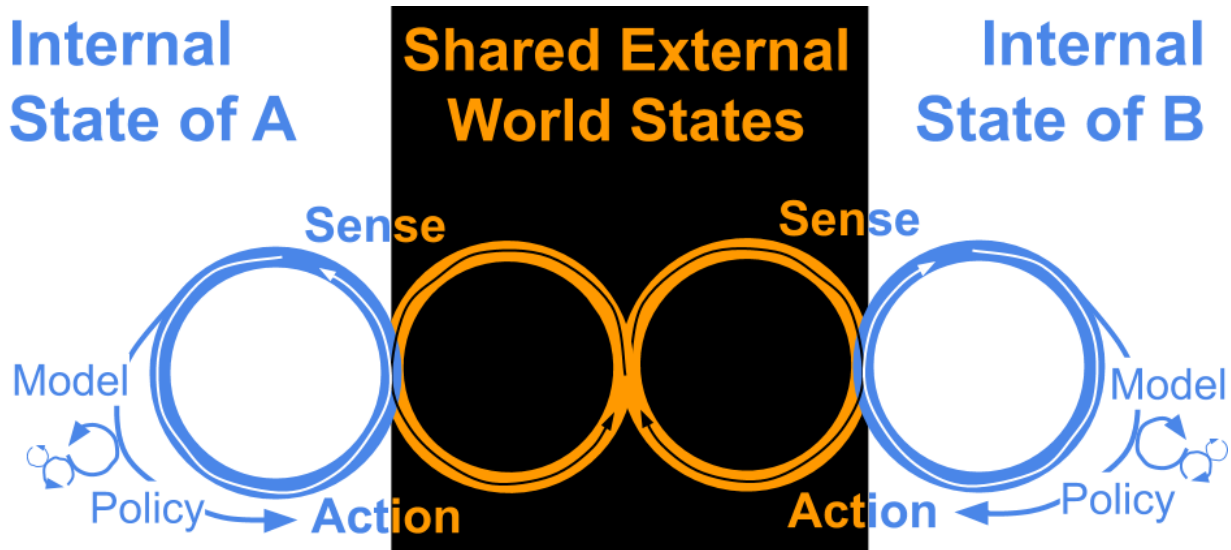 Internal
State of A
Shared External
World States
Internal
State of B
Sense
Sense
Model
Model
Policy
Action
Action
Policy